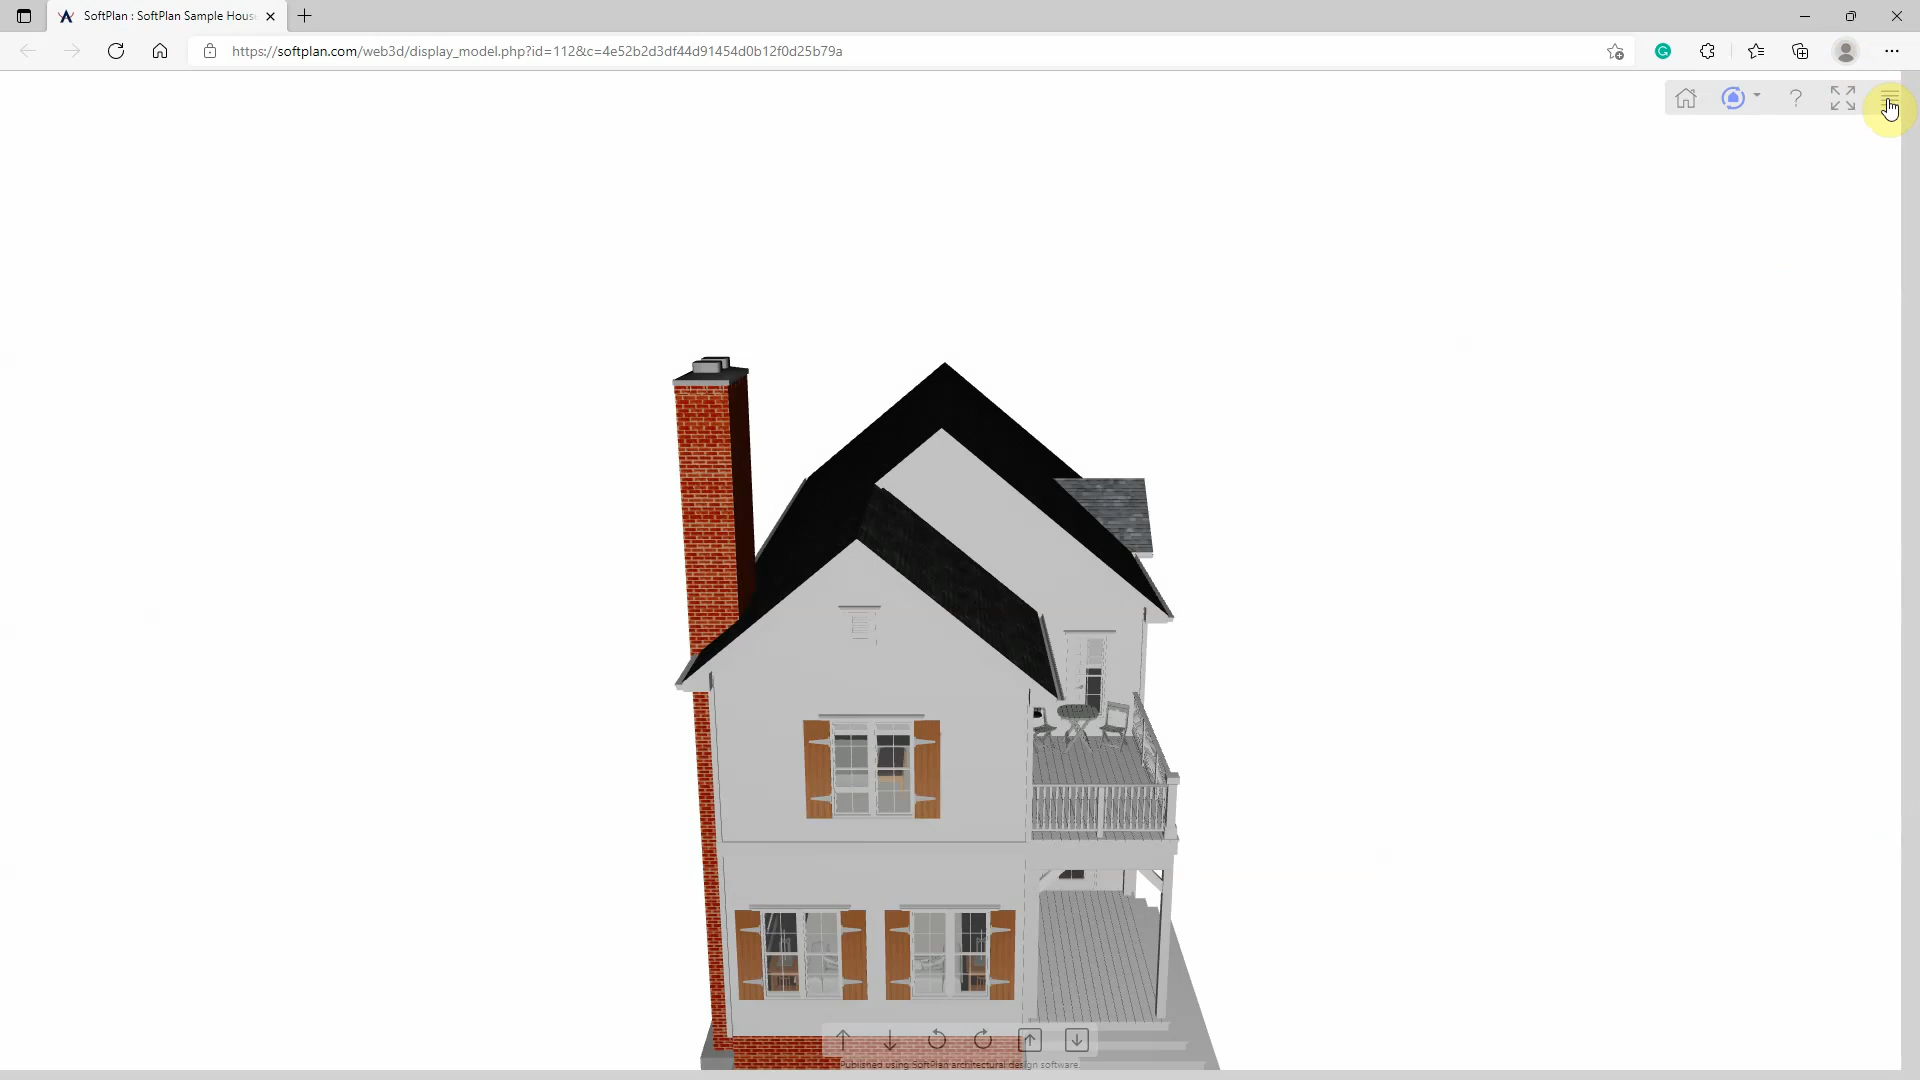 SoftPlan : SoftPlan Sample Hous
https://softplan.com/web3d/display_model.php?id=112&c=4e52b2d3df44d91454d0b12f0d25b79a
?
Published using SoftPlan architectural design software.